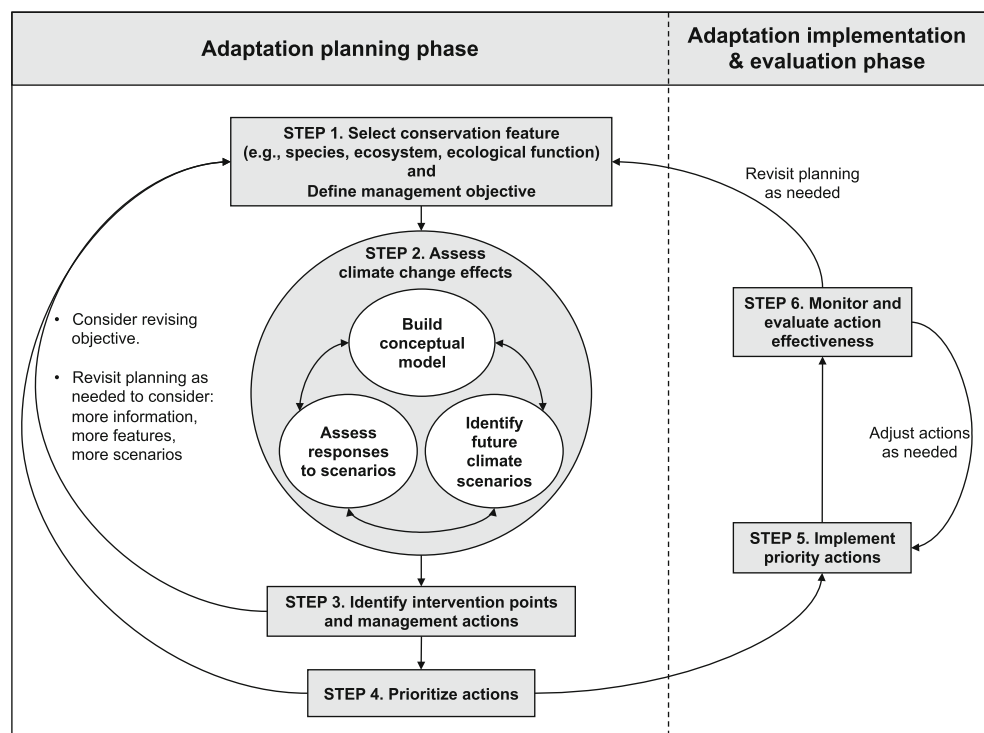 Adaptation planning phase
Adaptation implementation
& evaluation phase
STEP 1. Select conservation feature
(e.g., species, ecosystem, ecological function)
and
Define management objective
Revisit planning
as needed
STEP 2. Assess
climate change effects
Build
conceptual
model
Assess
responses
to scenarios
Identify
future
climate
scenarios
• Consider revising
objective.
• Revisit planning as
needed to consider:
more information,
more features,
more scenarios
STEP 3. Identify intervention points
and management actions
STEP 4. Prioritize actions
STEP 6. Monitor and
evaluate action
effectiveness
Adjust actions
as needed
STEP 5. Implement
priority actions